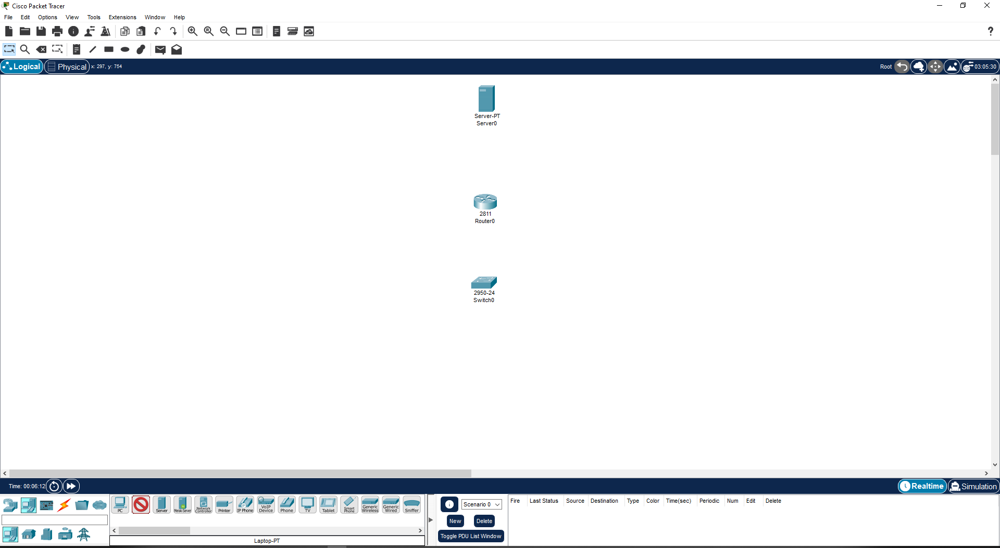 Cisco Packet Tracer
File Edit Options View Tools Extensions Window Help
?
Logical Physical x: 297, y: 754 Root 03:05:30
Server-PT
Server0
2811
Router0
2950-24
Switch0
Time: 00:06:12 Realtime Simulation
PC Server Meraki Server Network Controller Printer IP Phone VoIP Device Phone TV Tablet Smart Phone Generic Wireless Generic Wired Sniffer
Laptop-PT
Scenario 0
New Delete
Toggle PDU List Window
Fire Last Status Source Destination Type Color Time(sec) Periodic Num Edit Delete